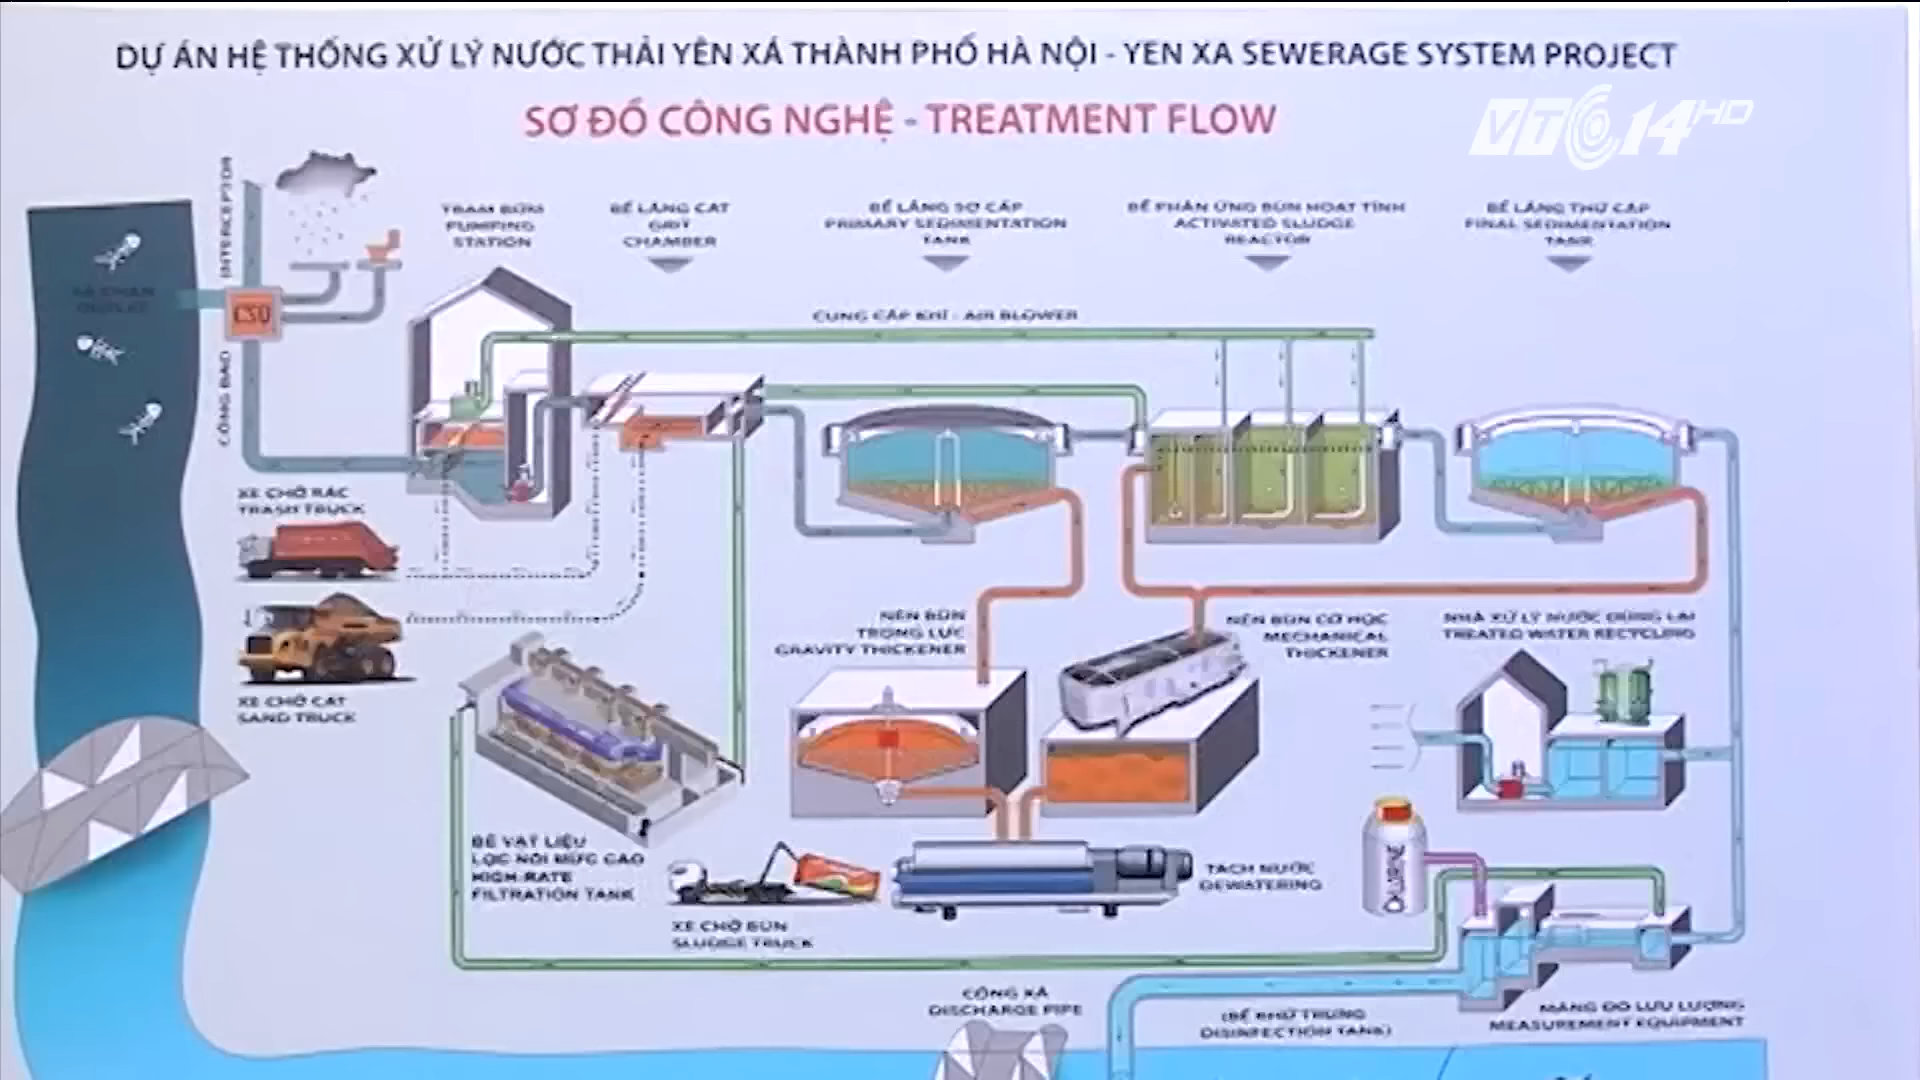 DỰ ÁN HỆ THỐNG XỬ LÝ NƯỚC THẢI YÊN XÁ THÀNH PHỐ HÀ NỘI - YEN XA SEWERAGE SYSTEM PROJECT
SƠ ĐỒ CÔNG NGHỆ - TREATMENT FLOW
VTC14HD
INTERCEPTOR
CỐNG BAO
CSO
TRẠM BƠM
PUMPING
STATION
BỂ LẮNG CÁT
GRIT
CHAMBER
BỂ LẮNG SƠ CẤP
PRIMARY SEDIMENTATION
TANK
BỂ PHẢN ỨNG BÙN HOẠT TÍNH
ACTIVATED SLUDGE
REACTOR
BỂ LẮNG THỨ CẤP
FINAL SEDIMENTATION
TANK
CUNG CẤP KHÍ - AIR BLOWER
XE CHỞ RÁC
TRASH TRUCK
XE CHỞ CÁT
SAND TRUCK
NÉN BÙN
TRỌNG LỰC
GRAVITY THICKENER
NÉN BÙN CƠ HỌC
MECHANICAL
THICKENER
NHÀ XỬ LÝ NƯỚC DÙNG LẠI
TREATED WATER RECYCLING
BỂ VẬT LIỆU
LỌC NỔI MỨC CAO
HIGH-RATE
FILTRATION TANK
XE CHỞ BÙN
SLUDGE TRUCK
TÁCH NƯỚC
DEWATERING
CỐNG XẢ
DISCHARGE PIPE
(BỂ KHỬ TRÙNG
DISINFECTION TANK)
MÁNG ĐO LƯU LƯỢNG
MEASUREMENT EQUIPMENT